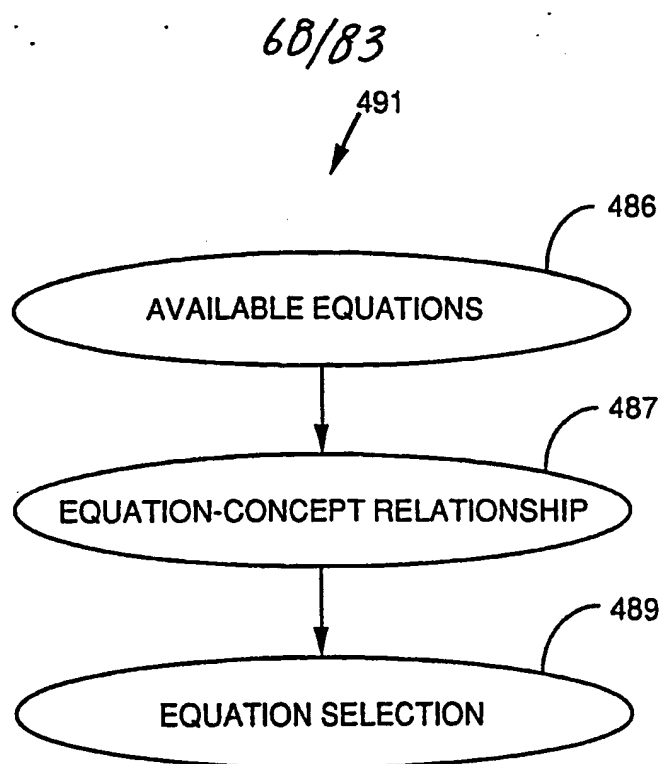 68/83
491
486
AVAILABLE EQUATIONS
487
EQUATION-CONCEPT RELATIONSHIP
489
EQUATION SELECTION